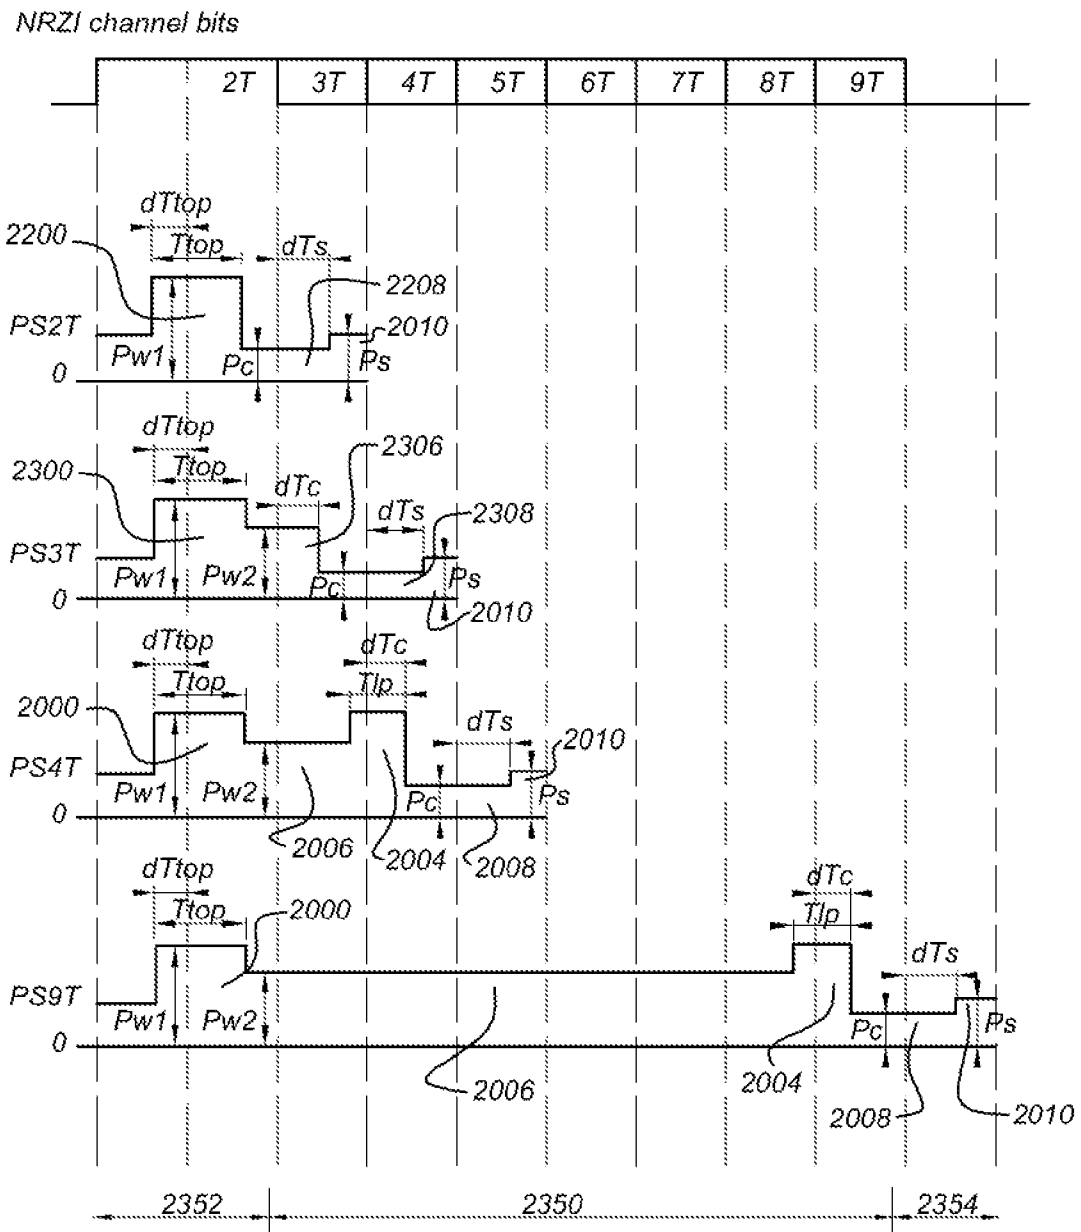 NRZI channel bits
2T 3T 4T 5T 6T 7T 8T 9T
dTtop
2200 Ttop dTs
2208
PS2T 2010
Pw1 Pc Ps
0
dTtop
2306
2300 Ttop dTc
dTs 2308
PS3T
Pw1 Pw2 Pc Ps
0 2010
dTtop dTc
Ttop Tlp
2000 dTs 2010
PS4T
Pw1 Pw2 Pc Ps
0
2006 2004 2008
dTtop dTc
Ttop 2000 Tlp
dTs
PS9T
Pw1 Pw2 Pc Ps
0
2006 2004
2008 2010
2352 2350 2354